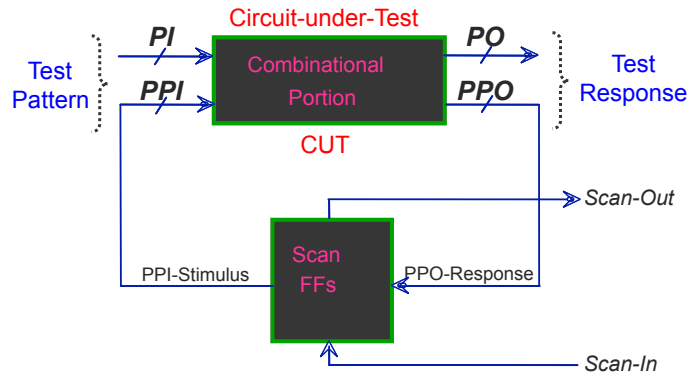 Circuit-under-Test
PI
PO
Test
Pattern
Combinational
Portion
Test
Response
PPI
PPO
CUT
Scan-Out
Scan
FFs
PPI-Stimulus
PPO-Response
Scan-In